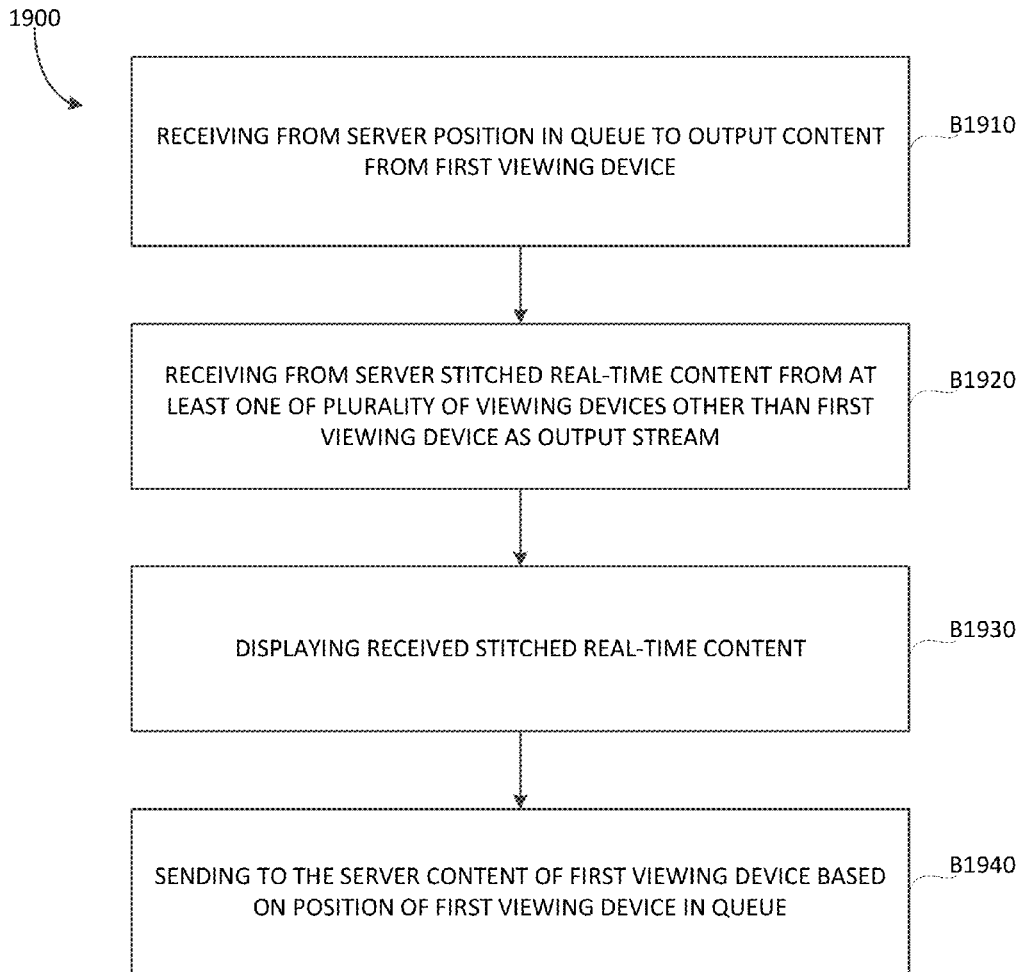 1900
RECEIVING FROM SERVER POSITION IN QUEUE TO OUTPUT CONTENT
FROM FIRST VIEWING DEVICE
B1910
RECEIVING FROM SERVER STITCHED REAL-TIME CONTENT FROM AT
LEAST ONE OF PLURALITY OF VIEWING DEVICES OTHER THAN FIRST
VIEWING DEVICE AS OUTPUT STREAM
B1920
DISPLAYING RECEIVED STITCHED REAL-TIME CONTENT
B1930
SENDING TO THE SERVER CONTENT OF FIRST VIEWING DEVICE BASED
ON POSITION OF FIRST VIEWING DEVICE IN QUEUE
B1940